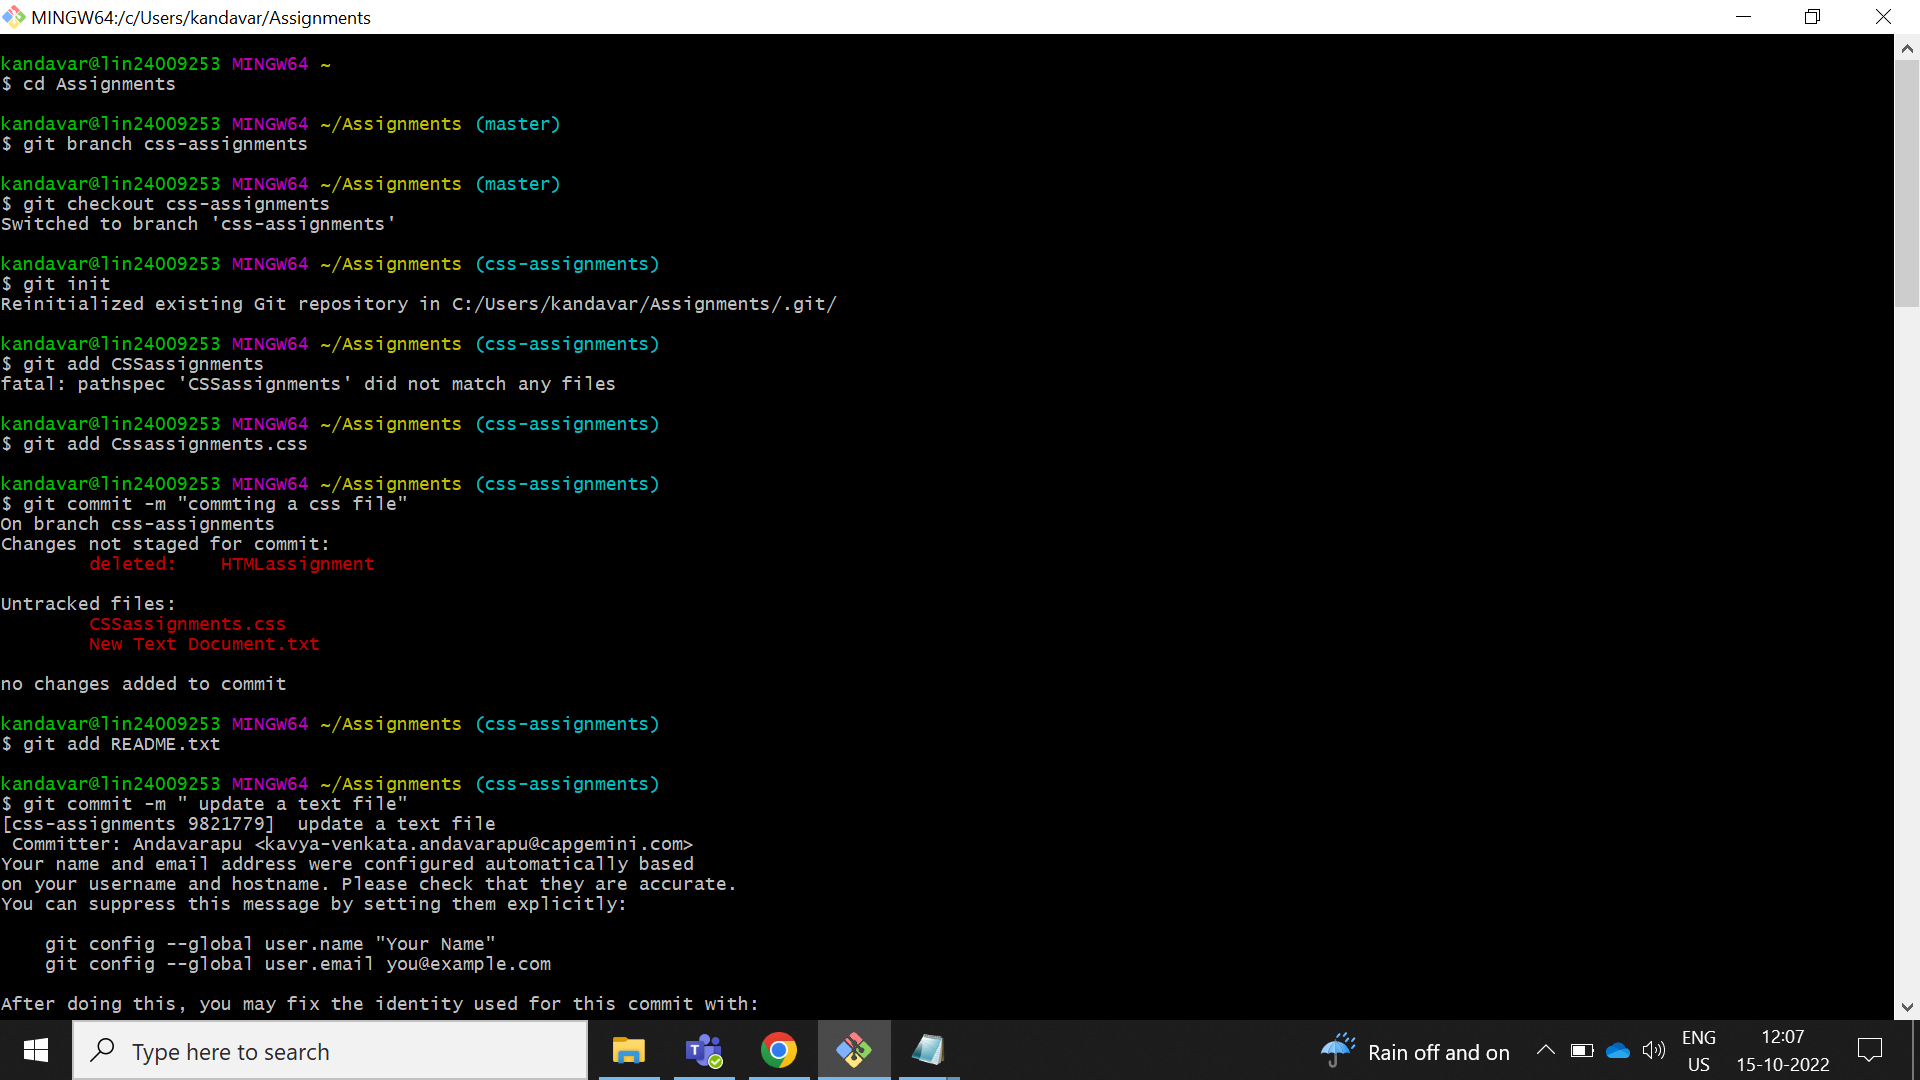 MINGW64:/c/Users/kandavar/Assignments
kandavar@lin24009253 MINGW64 ~
$ cd Assignments
kandavar@lin24009253 MINGW64 ~/Assignments (master)
$ git branch css-assignments
kandavar@lin24009253 MINGW64 ~/Assignments (master)
$ git checkout css-assignments
Switched to branch 'css-assignments'
kandavar@lin24009253 MINGW64 ~/Assignments (css-assignments)
$ git init
Reinitialized existing Git repository in C:/Users/kandavar/Assignments/.git/
kandavar@lin24009253 MINGW64 ~/Assignments (css-assignments)
$ git add CSSassignments
fatal: pathspec 'CSSassignments' did not match any files
kandavar@lin24009253 MINGW64 ~/Assignments (css-assignments)
$ git add Cssassignments.css
kandavar@lin24009253 MINGW64 ~/Assignments (css-assignments)
$ git commit -m "commting a css file"
On branch css-assignments
Changes not staged for commit:
deleted:    HTMLassignment
Untracked files:
CSSassignments.css
New Text Document.txt
no changes added to commit
kandavar@lin24009253 MINGW64 ~/Assignments (css-assignments)
$ git add README.txt
kandavar@lin24009253 MINGW64 ~/Assignments (css-assignments)
$ git commit -m " update a text file"
[css-assignments 9821779]  update a text file
Committer: Andavarapu <kavya-venkata.andavarapu@capgemini.com>
Your name and email address were configured automatically based
on your username and hostname. Please check that they are accurate.
You can suppress this message by setting them explicitly:
git config --global user.name "Your Name"
git config --global user.email you@example.com
After doing this, you may fix the identity used for this commit with:
Type here to search
Rain off and on
ENG
US
12:07
15-10-2022